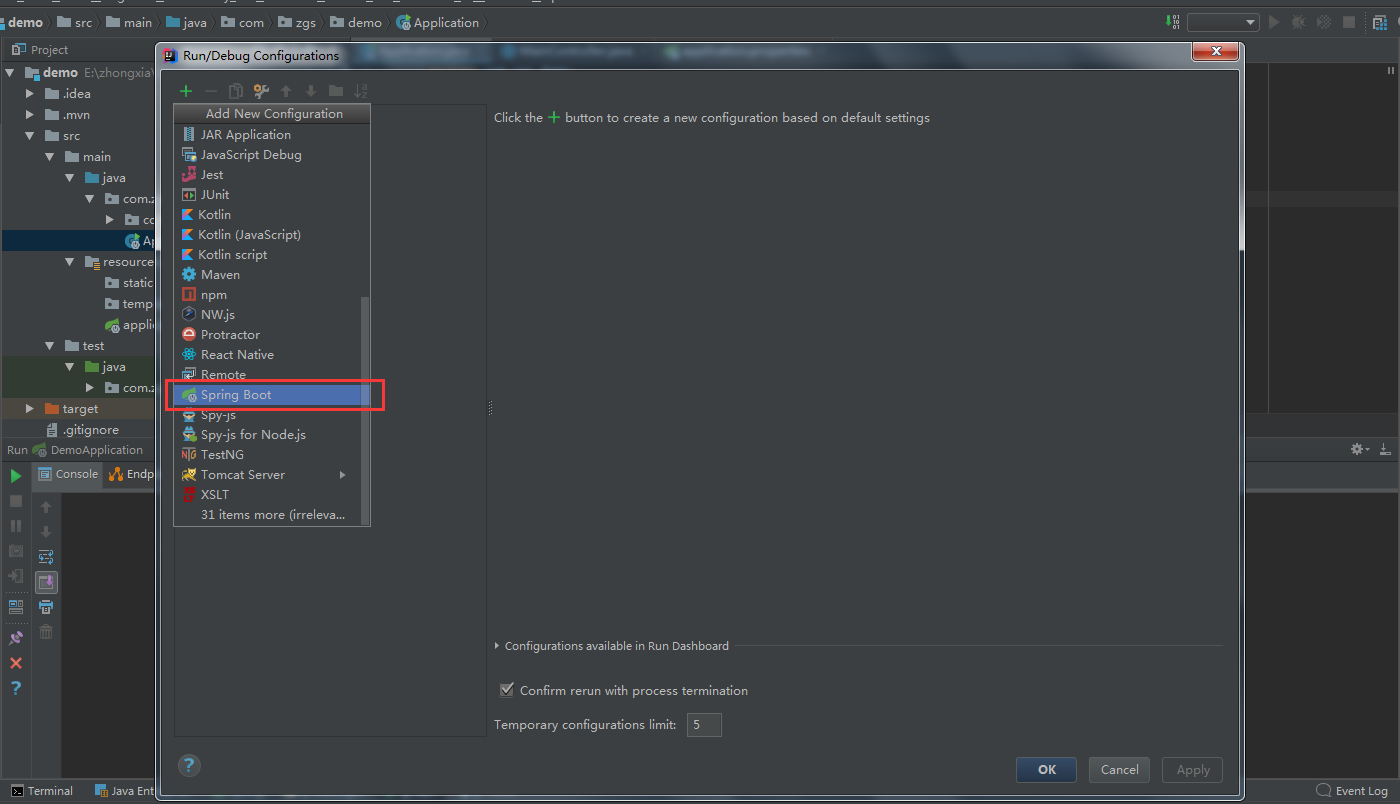 demo src main java com zgs demo Application
Project
Run/Debug Configurations
demo E:\zhongxia\
.idea
.mvn
src
main
java
com.z
cc
Ap
resource
static
temp
appli
test
java
com.z
target
.gitignore
Add New Configuration
JAR Application
JavaScript Debug
Jest
JUnit
Kotlin
Kotlin (JavaScript)
Kotlin script
Maven
npm
NW.js
Protractor
React Native
Remote
Spring Boot
Spy-js
Spy-js for Node.js
TestNG
Tomcat Server
XSLT
31 items more (irreleva...
Click the + button to create a new configuration based on default settings
Configurations available in Run Dashboard
Confirm rerun with process termination
Temporary configurations limit: 5
OK Cancel Apply
Run DemoApplication
Console Endp
Terminal Java Ent Event Log